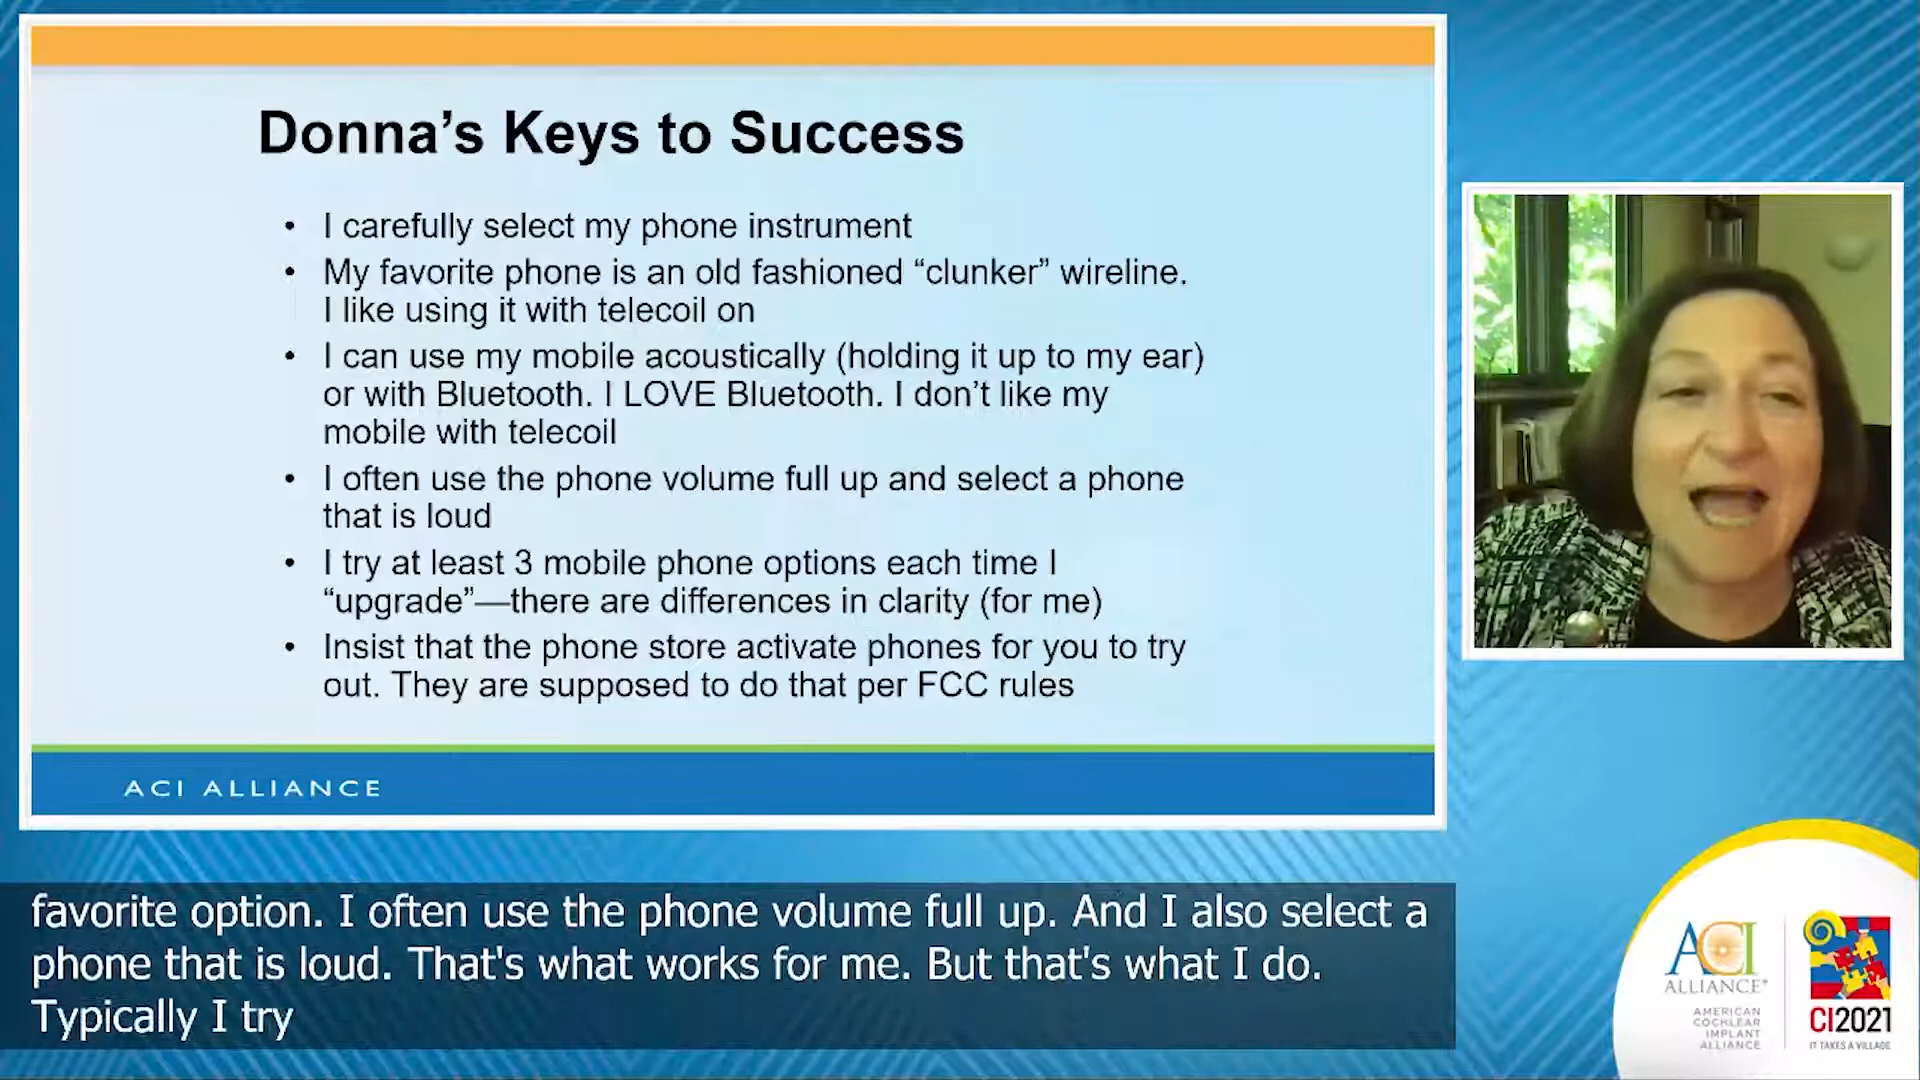 Donna’s Keys to Success
• I carefully select my phone instrument
• My favorite phone is an old fashioned “clunker” wireline.
I like using it with telecoil on
• I can use my mobile acoustically (holding it up to my ear)
or with Bluetooth. I LOVE Bluetooth. I don’t like my
mobile with telecoil
• I often use the phone volume full up and select a phone
that is loud
• I try at least 3 mobile phone options each time I
“upgrade”—there are differences in clarity (for me)
• Insist that the phone store activate phones for you to try
out. They are supposed to do that per FCC rules
ACI ALLIANCE
favorite option. I often use the phone volume full up. And I also select a
phone that is loud. That's what works for me. But that's what I do.
Typically I try
ACI
ALLIANCE®
AMERICAN
COCHLEAR
IMPLANT
ALLIANCE
CI2021
IT TAKES A VILLAGE